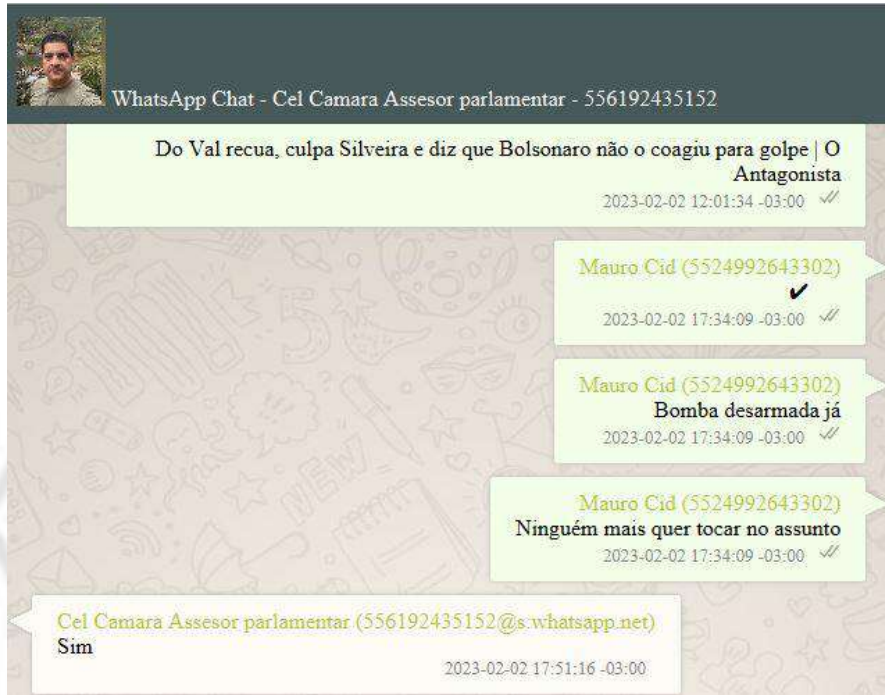 WhatsApp Chat - Cel Camara Assesor parlamentar - 556192435152
Do Val recua, culpa Silveira e diz que Bolsonaro não o coagiu para golpe | O
Antagonista
2023-02-02 12:01:34 -03:00
Mauro Cid (5524992643302)
✔
2023-02-02 17:34:09 -03:00
Mauro Cid (5524992643302)
Bomba desarmada já
2023-02-02 17:34:09 -03:00
Mauro Cid (5524992643302)
Ninguém mais quer tocar no assunto
2023-02-02 17:34:09 -03:00
Cel Camara Assesor parlamentar (556192435152@s.whatsapp.net)
Sim
2023-02-02 17:51:16 -03:00